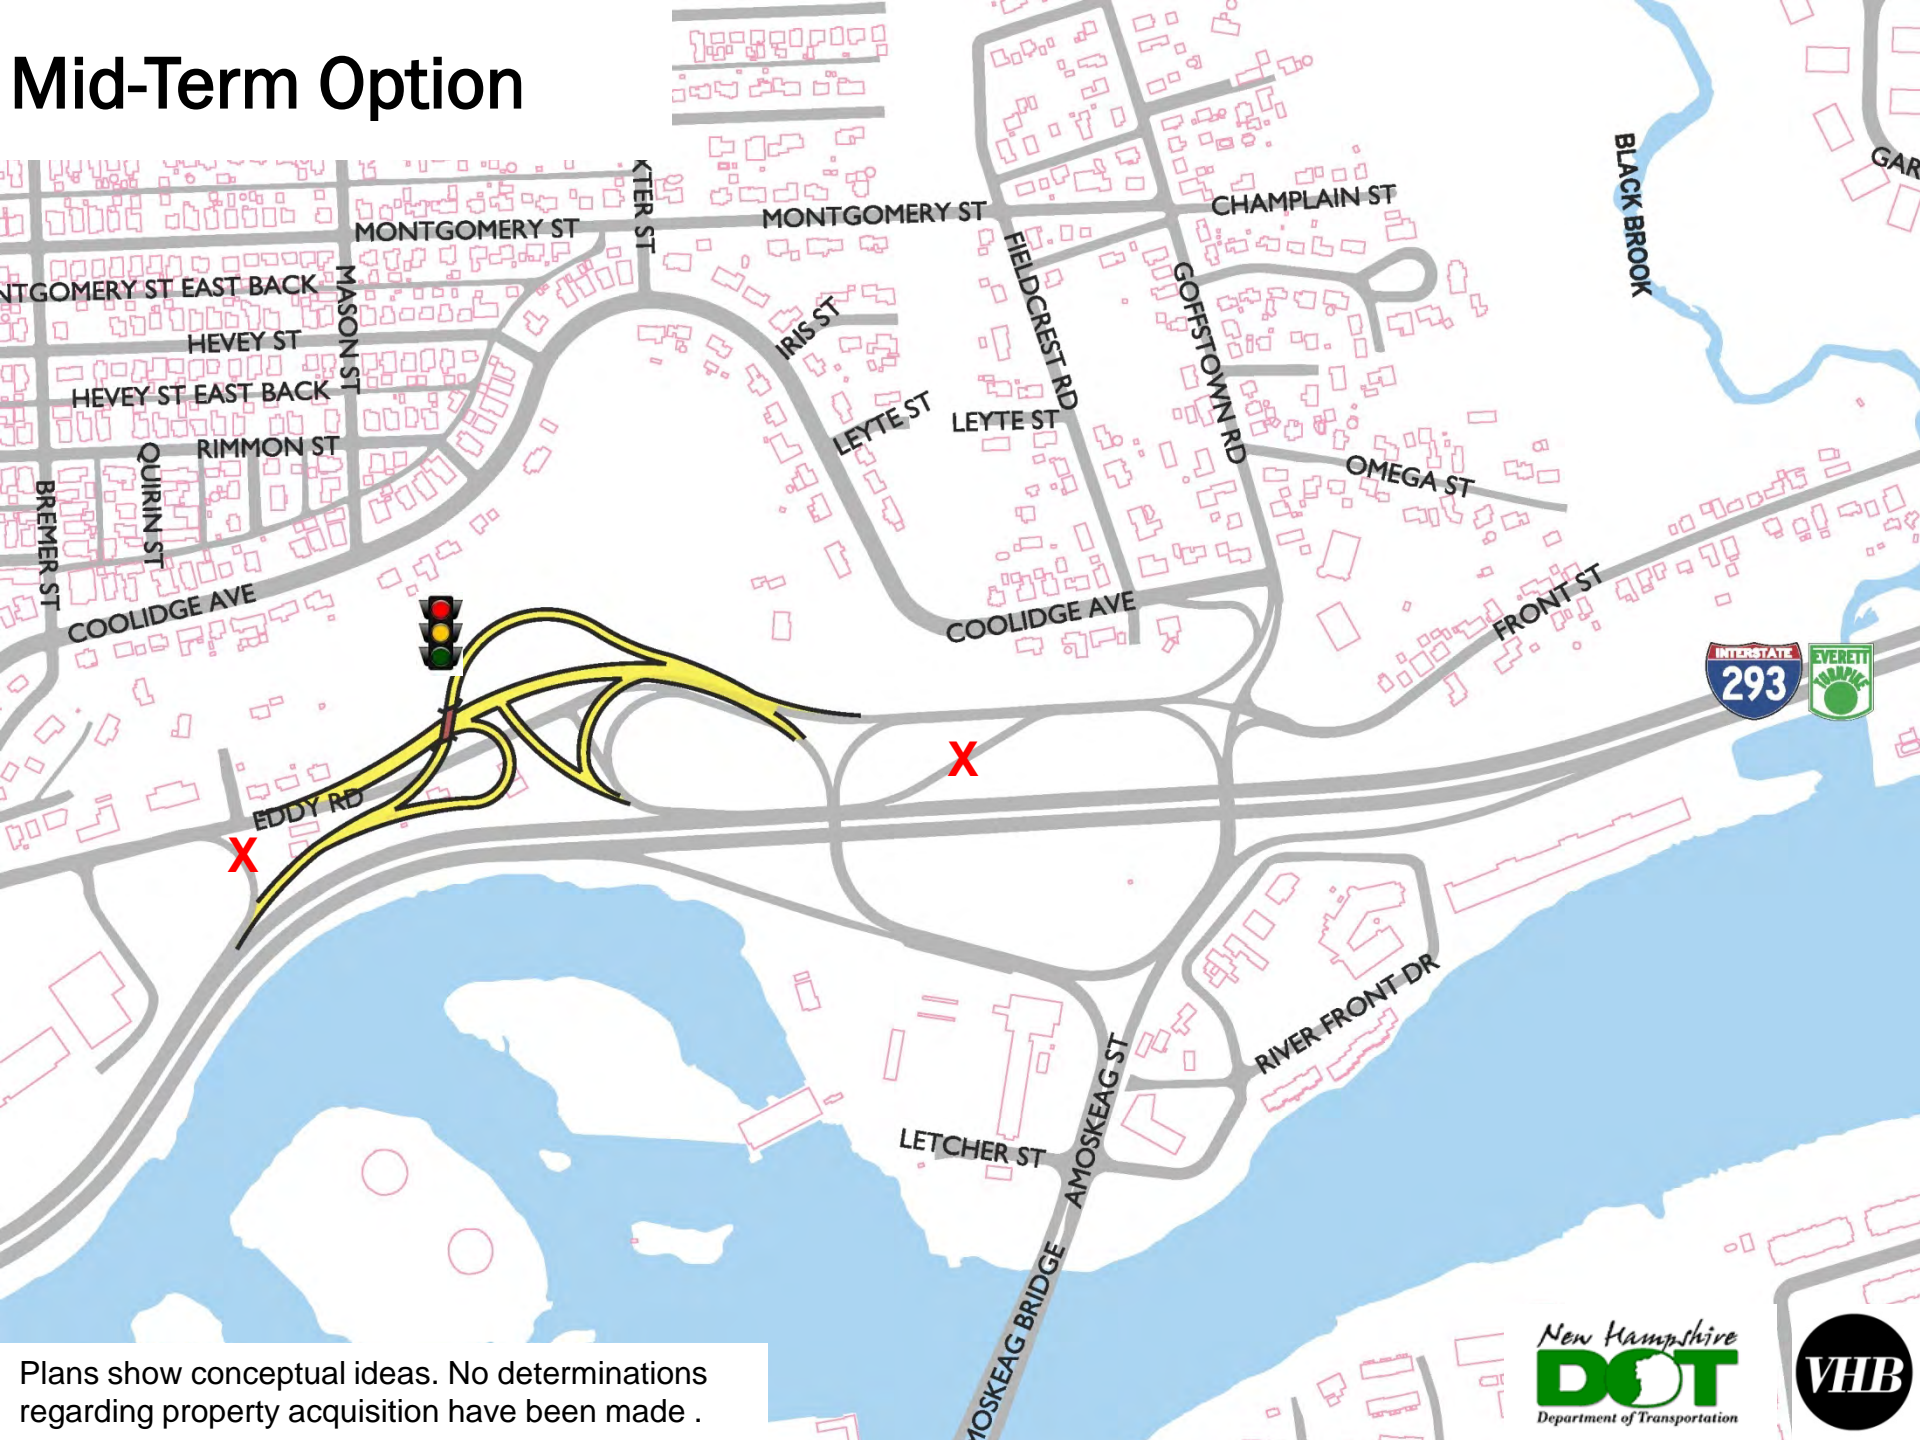 Mid-Term Option
BLACK BROOK
GAR
XTER ST
MONTGOMERY ST
MONTGOMERY ST
CHAMPLAIN ST
NTGOMERY ST EAST BACK
MASON ST
FIELDCREST RD
GOFFSTOWN RD
HEVEY ST
IRIS ST
HEVEY ST EAST BACK
LEYTE ST
LEYTE ST
RIMMON ST
QUIRIN ST
BREMER ST
OMEGA ST
COOLIDGE AVE
COOLIDGE AVE
FRONT ST
INTERSTATE
293
EVERETT
TURNPIKE
X
EDDY RD
X
RIVER FRONT DR
AMOSKEAG ST
LETCHER ST
MOSKEAG BRIDGE
Plans show conceptual ideas. No determinations
regarding property acquisition have been made .
New Hampshire
DOT
Department of Transportation
VHB